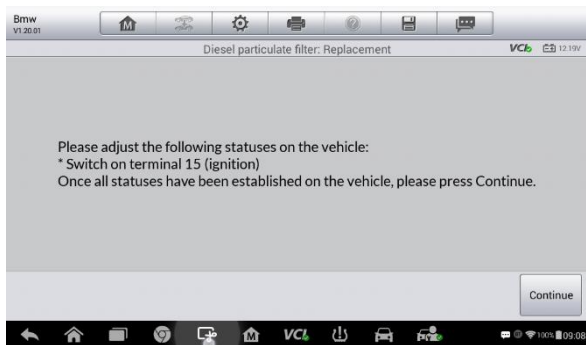 Bmw
V1.20.01
Diesel particulate filter: Replacement
VCI
12.19V
Please adjust the following statuses on the vehicle:
* Switch on terminal 15 (ignition)
Once all statuses have been established on the vehicle, please press Continue.
Continue
M
VCI
100%
09:08